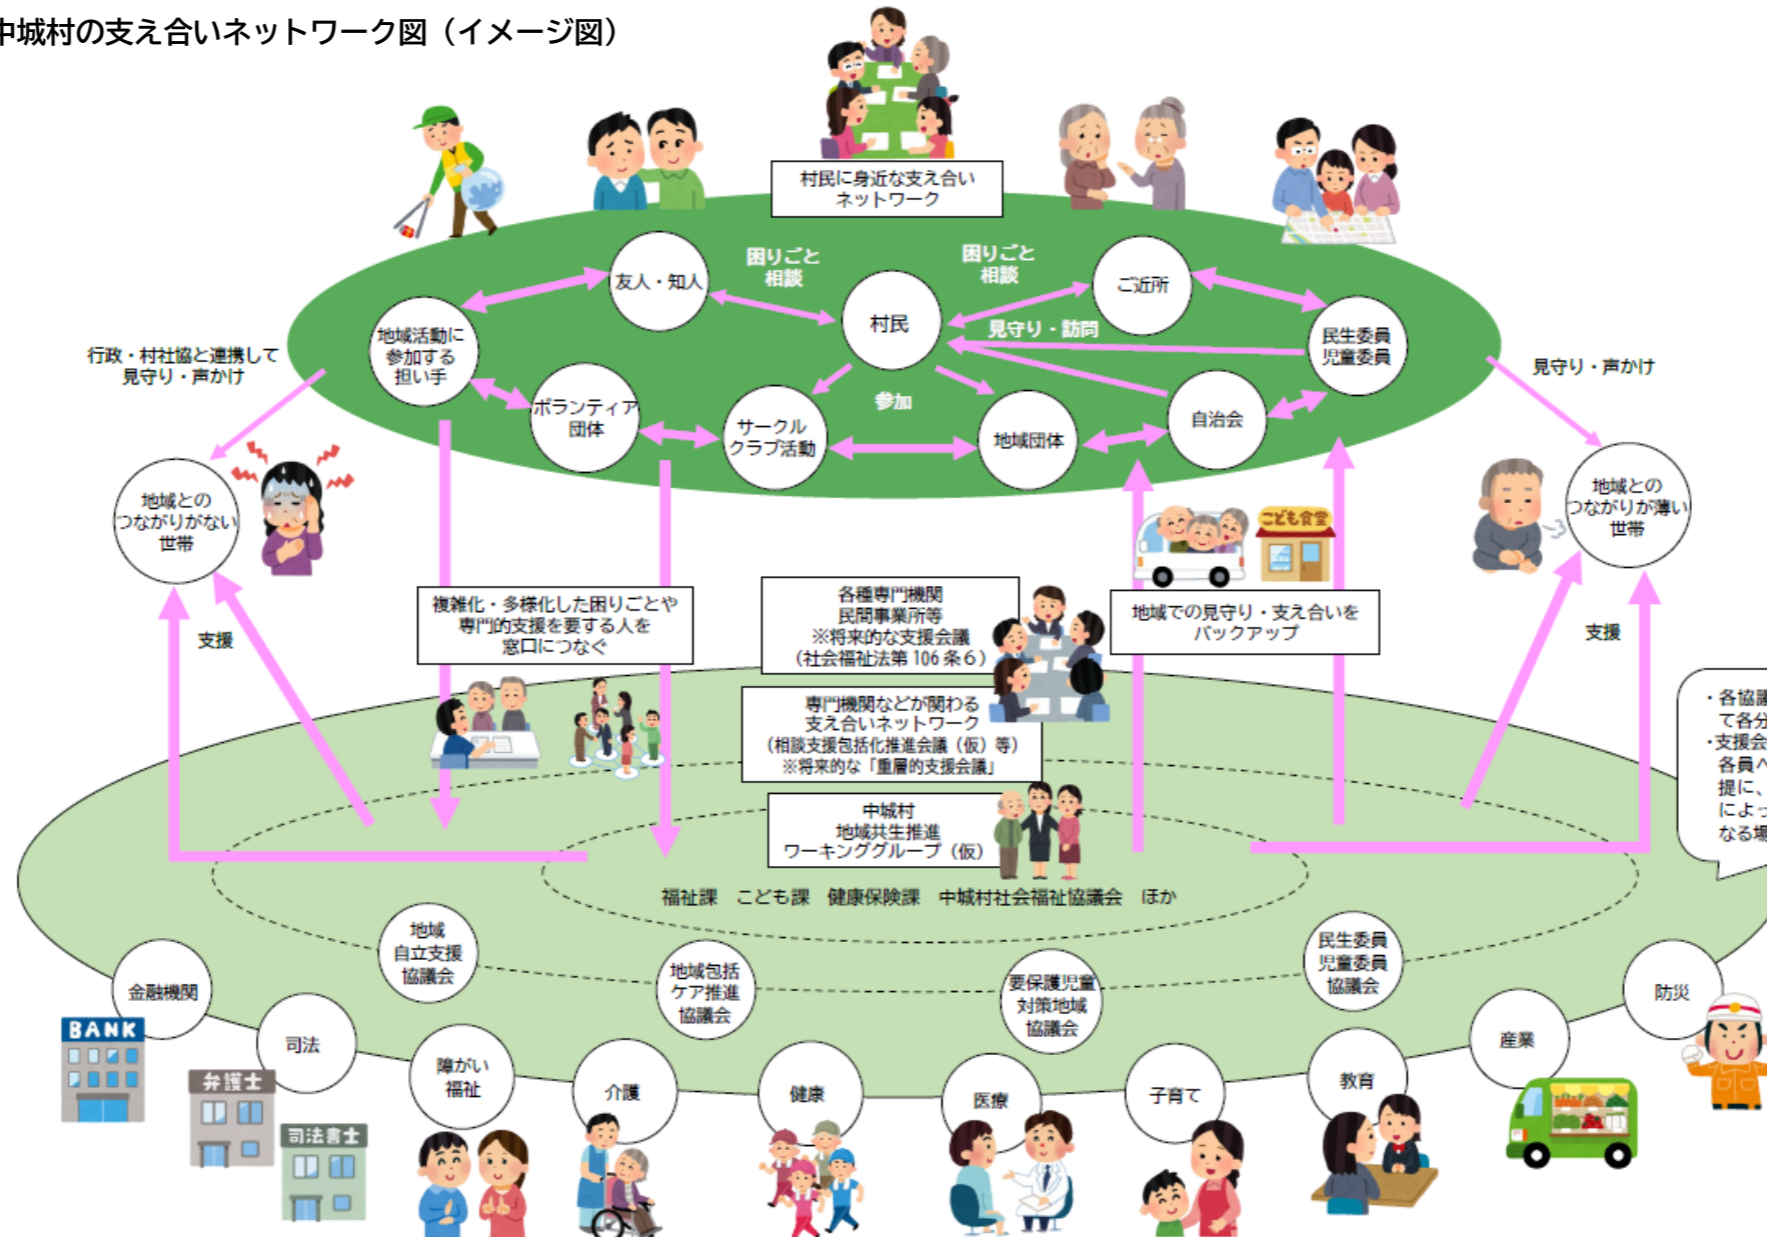 中城村の支え合いネットワーク図（イメージ図）
村民に身近な支え合い
ネットワーク
友人・知人
困りごと
相談
村民
困りごと
相談
ご近所
見守り・訪問
民生委員
児童委員
地域活動に
参加する
担い手
ボランティア
団体
サークル
クラブ活動
参加
地域団体
自治会
行政・村社協と連携して
見守り・声かけ
見守り・声かけ
地域との
つながりがない
世帯
地域との
つながりが薄い
世帯
こども食堂
支援
複雑化・多様化した困りごとや
専門的支援を要する人を
窓口につなぐ
各種専門機関
民間事業所等
※将来的な支援会議
（社会福祉法第 106 条６）
地域での見守り・支え合いを
バックアップ
支援
専門機関などが関わる
支え合いネットワーク
（相談支援包括化推進会議（仮）等）
※将来的な「重層的支援会議」
・各協議
て各分
・支援会
各員へ
提に、
によっ
なる場
中城村
地域共生推進
ワーキンググループ（仮）
福祉課　こども課　健康保険課　中城村社会福祉協議会　ほか
地域
自立支援
協議会
地域包括
ケア推進
協議会
要保護児童
対策地域
協議会
民生委員
児童委員
協議会
金融機関
司法
障がい
福祉
介護
健康
医療
子育て
教育
産業
防災
BANK
弁護士
司法書士